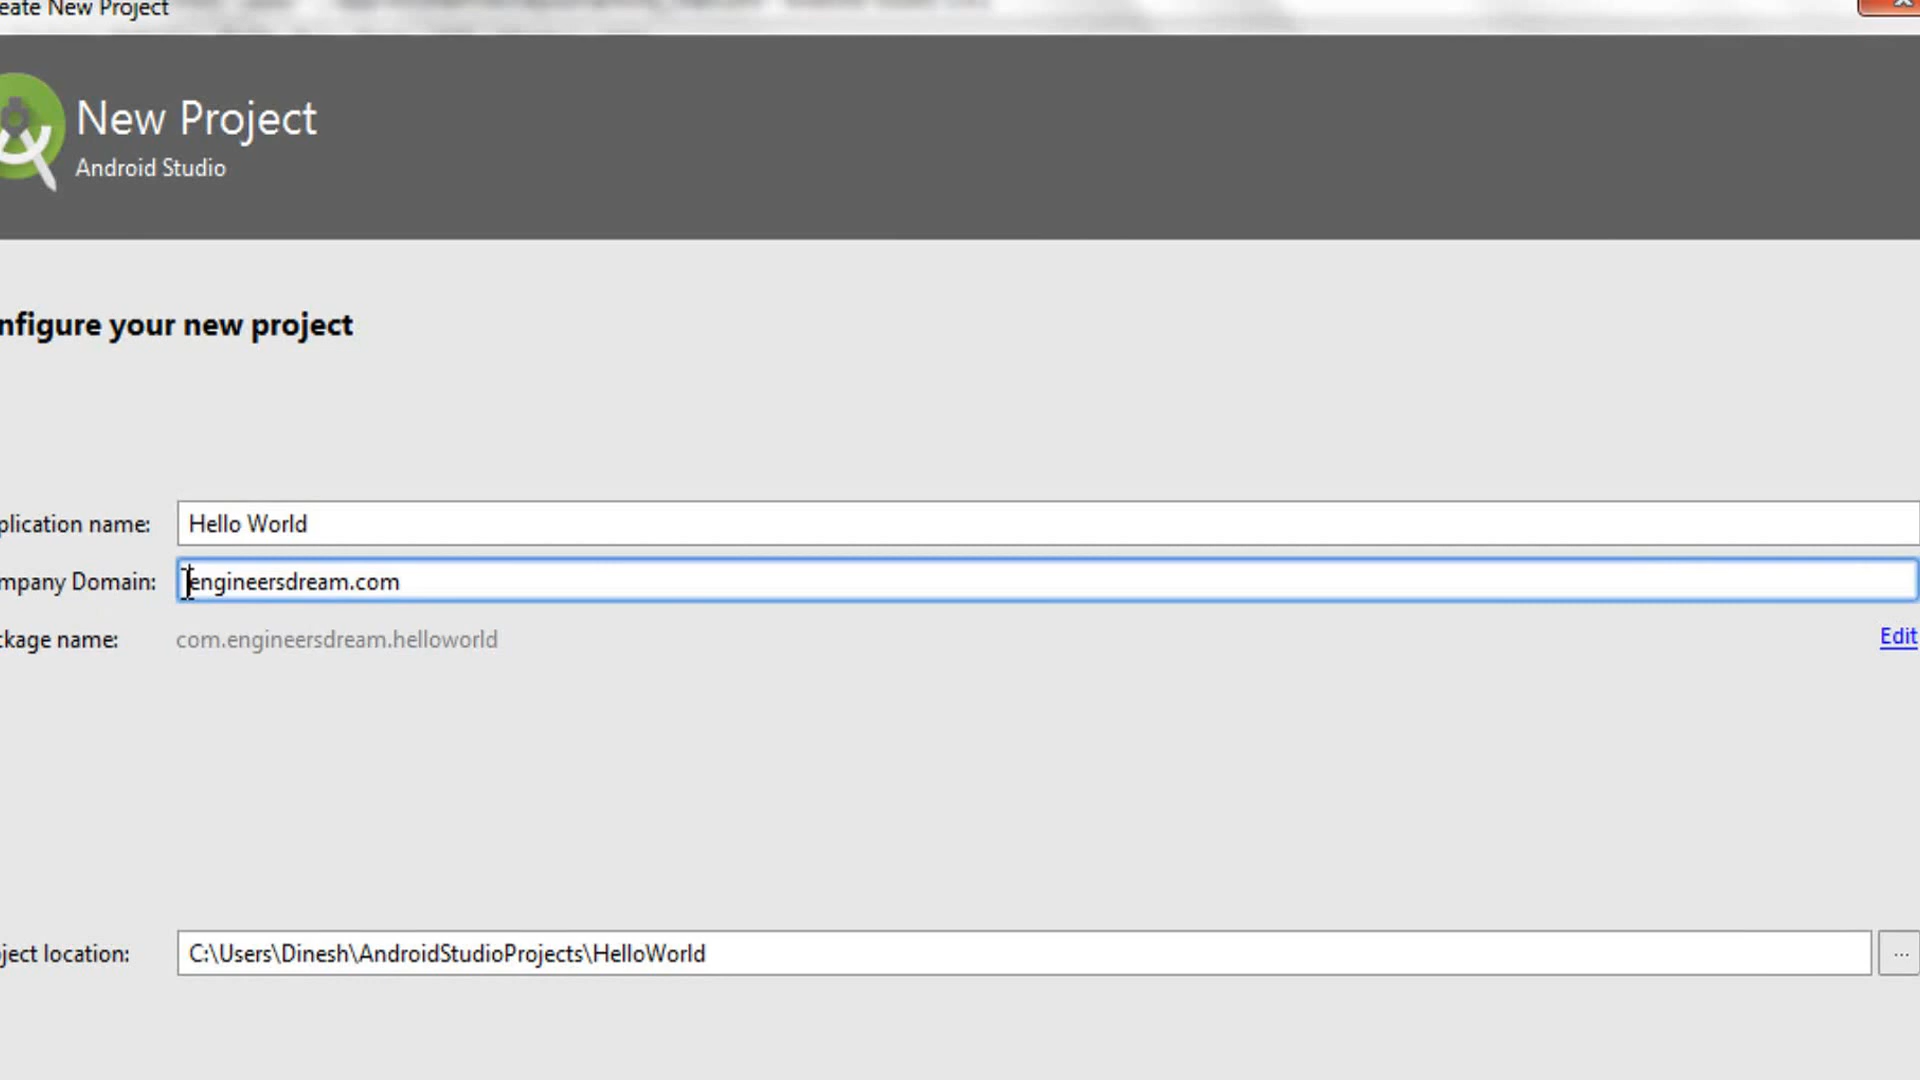 eate New Project
New Project
Android Studio
nfigure your new project
plication name: Hello World
mpany Domain: engineersdream.com
ckage name: com.engineersdream.helloworld Edit
ject location: C:\Users\Dinesh\AndroidStudioProjects\HelloWorld ...